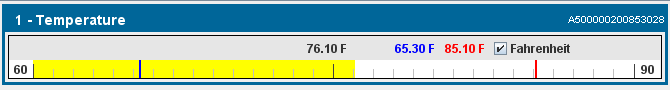 1 - Temperature A500000200853028
76.10 F 65.30 F 85.10 F Fahrenheit
60 90